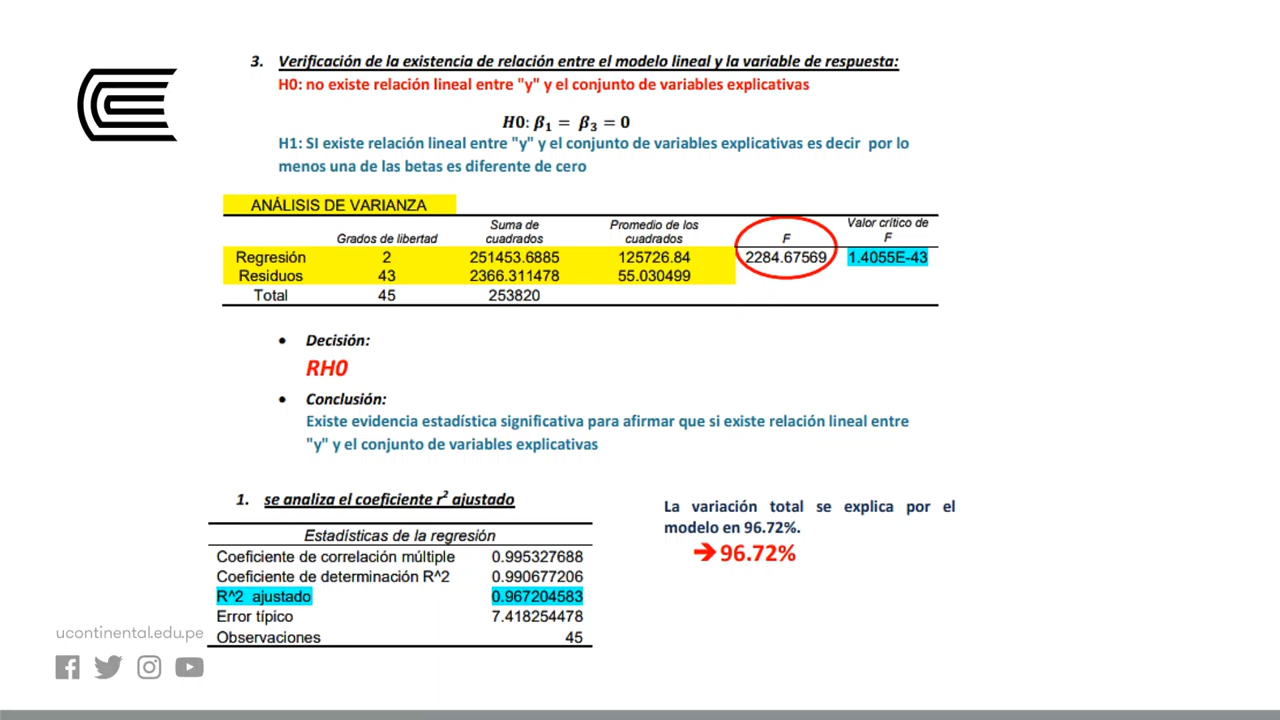 3. Verificación de la existencia de relación entre el modelo lineal y la variable de respuesta:
H0: no existe relación lineal entre "y" y el conjunto de variables explicativas
H0: β₁ = β₃ = 0
H1: SI existe relación lineal entre "y" y el conjunto de variables explicativas es decir por lo
menos una de las betas es diferente de cero
ANÁLISIS DE VARIANZA
Grados de libertad Suma de cuadrados Promedio de los cuadrados F Valor crítico de F
Regresión 2 251453.6885 125726.84 2284.67569 1.4055E-43
Residuos 43 2366.311478 55.030499
Total 45 253820
• Decisión:
RH0
• Conclusión:
Existe evidencia estadística significativa para afirmar que si existe relación lineal entre
"y" y el conjunto de variables explicativas
1. se analiza el coeficiente r² ajustado
Estadísticas de la regresión
Coeficiente de correlación múltiple 0.995327688
Coeficiente de determinación R^2 0.990677206
R^2 ajustado 0.967204583
Error típico 7.418254478
Observaciones 45
La variación total se explica por el
modelo en 96.72%.
➔96.72%
ucontinental.edu.pe